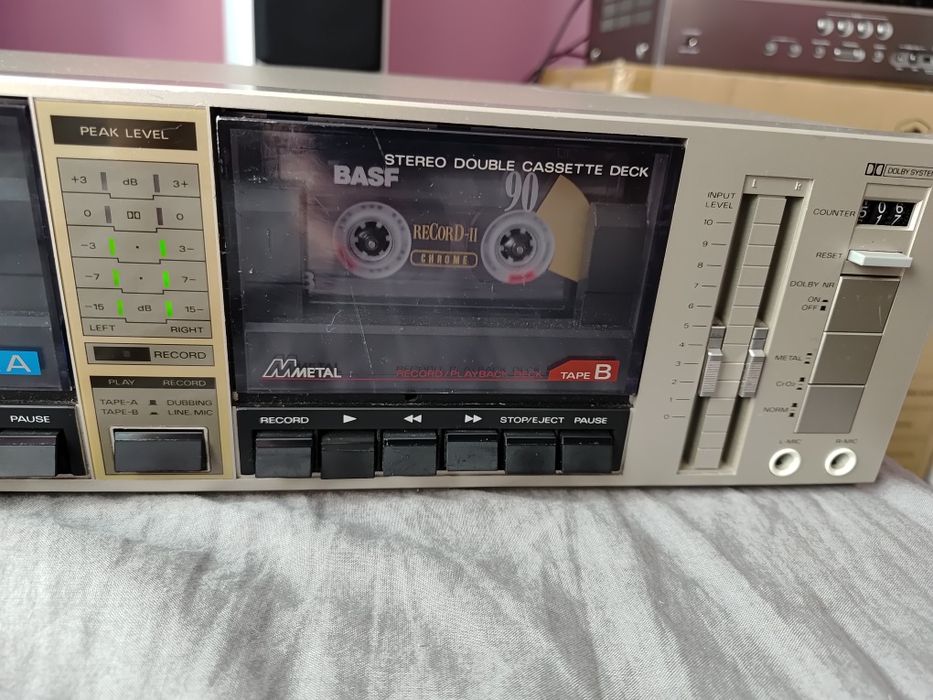 PEAK LEVEL
+3 dB 3+
0 0
-3 3-
-7 7-
-15 dB 15-
LEFT RIGHT
RECORD
PLAY RECORD
TAPE-A DUBBING
TAPE-B LINE.MIC
A
PAUSE
STEREO DOUBLE CASSETTE DECK
BASF
90
RECORD-II
CHROME
METAL
RECORD/PLAYBACK DECK
TAPE B
RECORD
STOP/EJECT
PAUSE
INPUT
LEVEL
L R
10
9
8
7
6
5
4
3
2
1
0
DOLBY SYSTEM
COUNTER
RESET
DOLBY NR
ON
OFF
METAL
CrO2
NORM
L-MIC
R-MIC